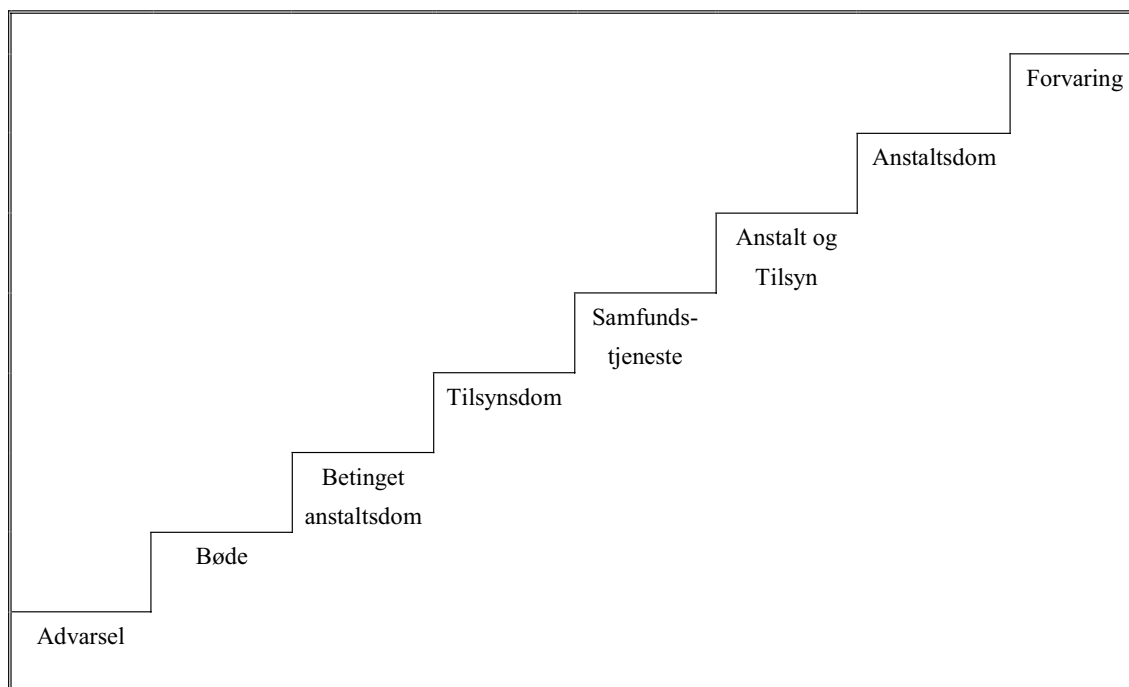 Forvaring
Anstaltsdom
Anstalt og
Tilsyn
Samfunds-
tjeneste
Tilsynsdom
Betinget
anstaltsdom
Bøde
Advarsel